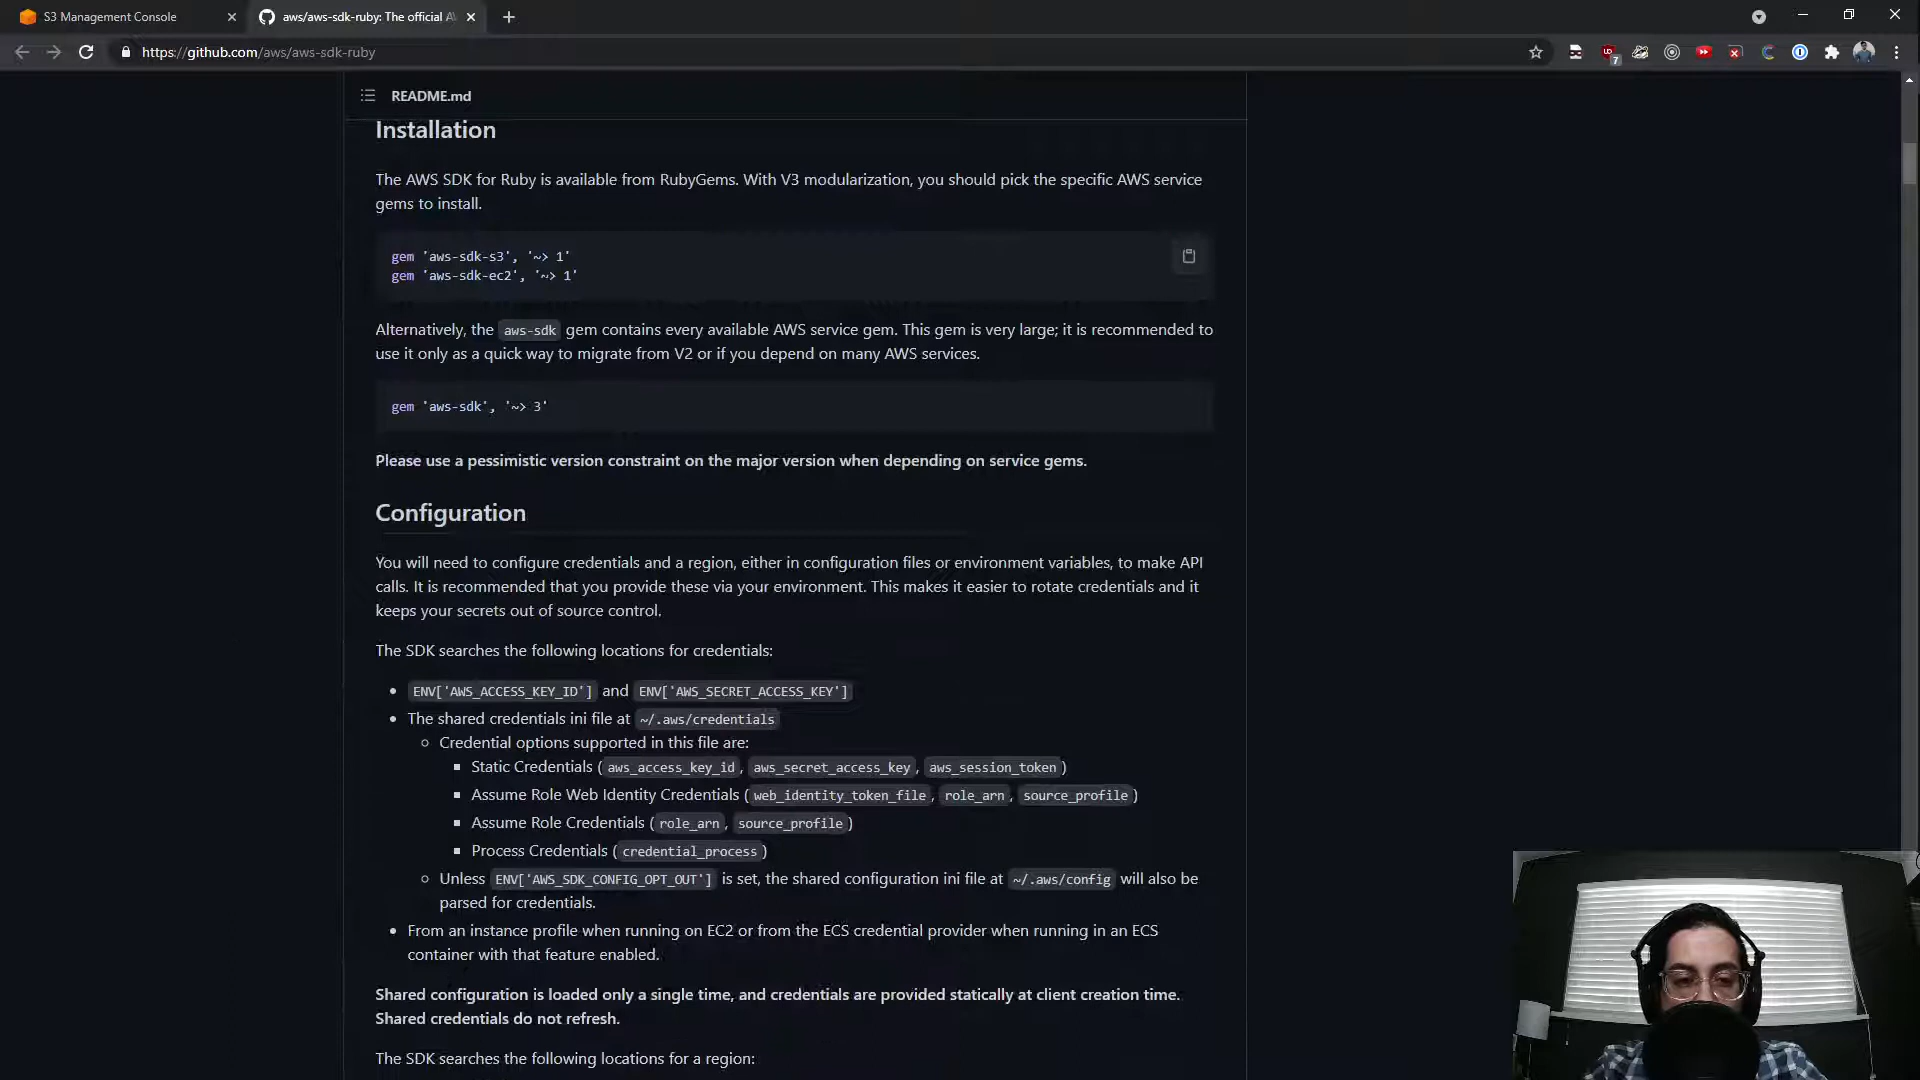 S3 Management Console
aws/aws-sdk-ruby: The official A
https://github.com/aws/aws-sdk-ruby
7
README.md
Installation
The AWS SDK for Ruby is available from RubyGems. With V3 modularization, you should pick the specific AWS service
gems to install.
gem 'aws-sdk-s3', '~> 1'
gem 'aws-sdk-ec2', '~> 1'
Alternatively, the aws-sdk gem contains every available AWS service gem. This gem is very large; it is recommended to
use it only as a quick way to migrate from V2 or if you depend on many AWS services.
gem 'aws-sdk', '~> 3'
Please use a pessimistic version constraint on the major version when depending on service gems.
Configuration
You will need to configure credentials and a region, either in configuration files or environment variables, to make API
calls. It is recommended that you provide these via your environment. This makes it easier to rotate credentials and it
keeps your secrets out of source control.
The SDK searches the following locations for credentials:
• ENV['AWS_ACCESS_KEY_ID'] and ENV['AWS_SECRET_ACCESS_KEY']
• The shared credentials ini file at ~/.aws/credentials
○ Credential options supported in this file are:
▪ Static Credentials (aws_access_key_id, aws_secret_access_key, aws_session_token)
▪ Assume Role Web Identity Credentials (web_identity_token_file, role_arn, source_profile)
▪ Assume Role Credentials (role_arn, source_profile)
▪ Process Credentials (credential_process)
○ Unless ENV['AWS_SDK_CONFIG_OPT_OUT'] is set, the shared configuration ini file at ~/.aws/config will also be
parsed for credentials.
• From an instance profile when running on EC2 or from the ECS credential provider when running in an ECS
container with that feature enabled.
Shared configuration is loaded only a single time, and credentials are provided statically at client creation time.
Shared credentials do not refresh.
The SDK searches the following locations for a region: